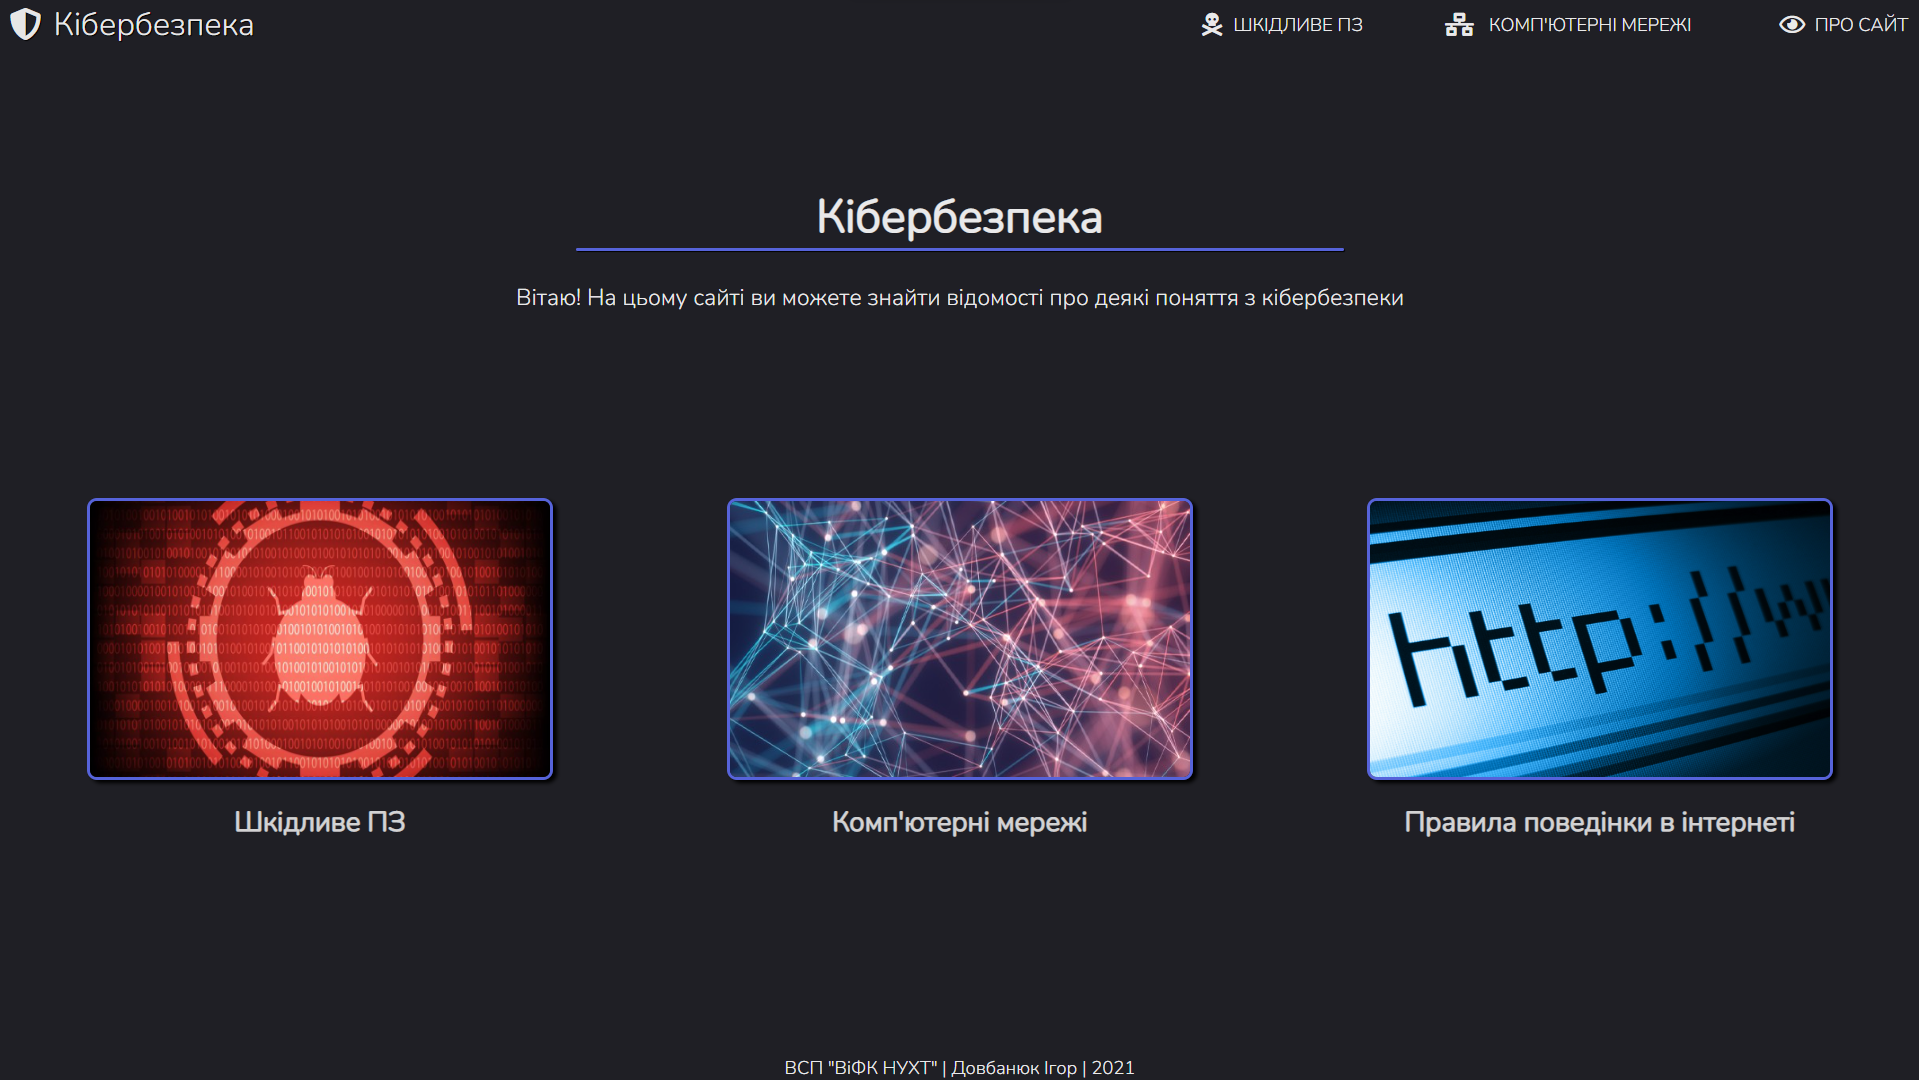 Кібербезпека
ШКІДЛИВЕ ПЗ
КОМП'ЮТЕРНІ МЕРЕЖІ
ПРО САЙТ
Кібербезпека
Вітаю! На цьому сайті ви можете знайти відомості про деякі поняття з кібербезпеки
http://w
Шкідливе ПЗ
Комп'ютерні мережі
Правила поведінки в інтернеті
ВСП "ВіФК НУХТ" | Довбанюк Ігор | 2021